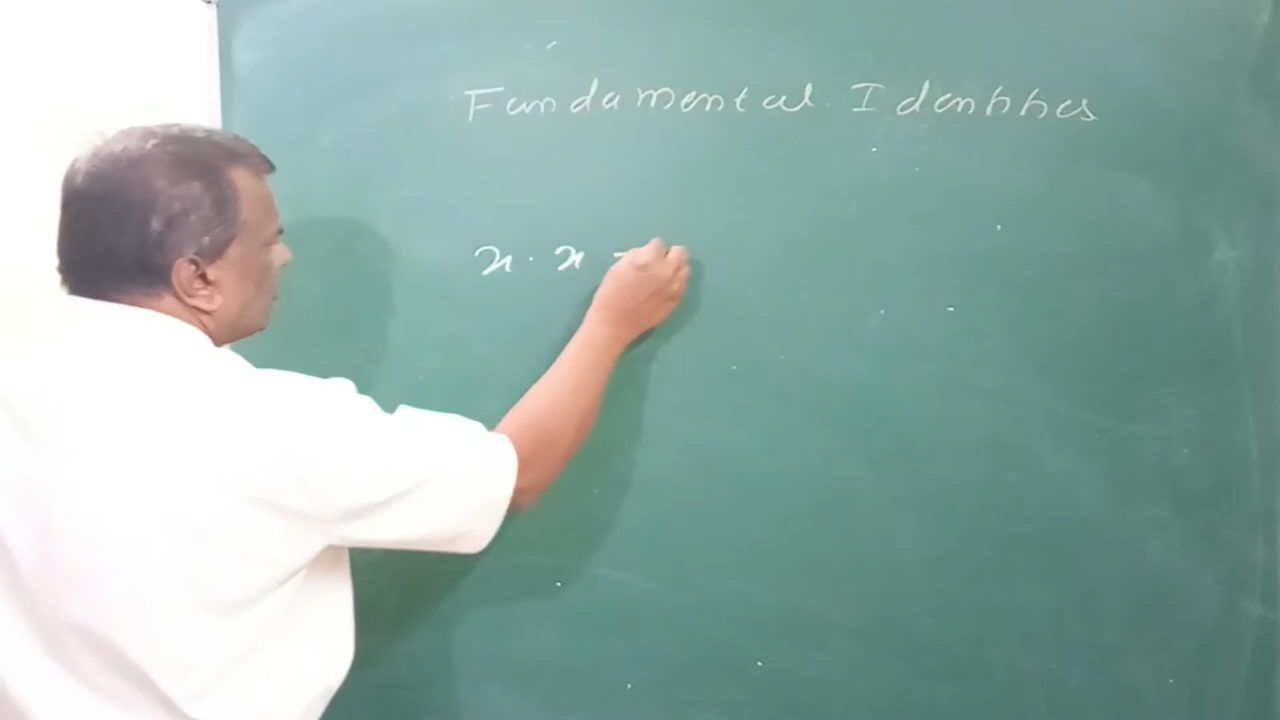 Fundamental Identities
x · x